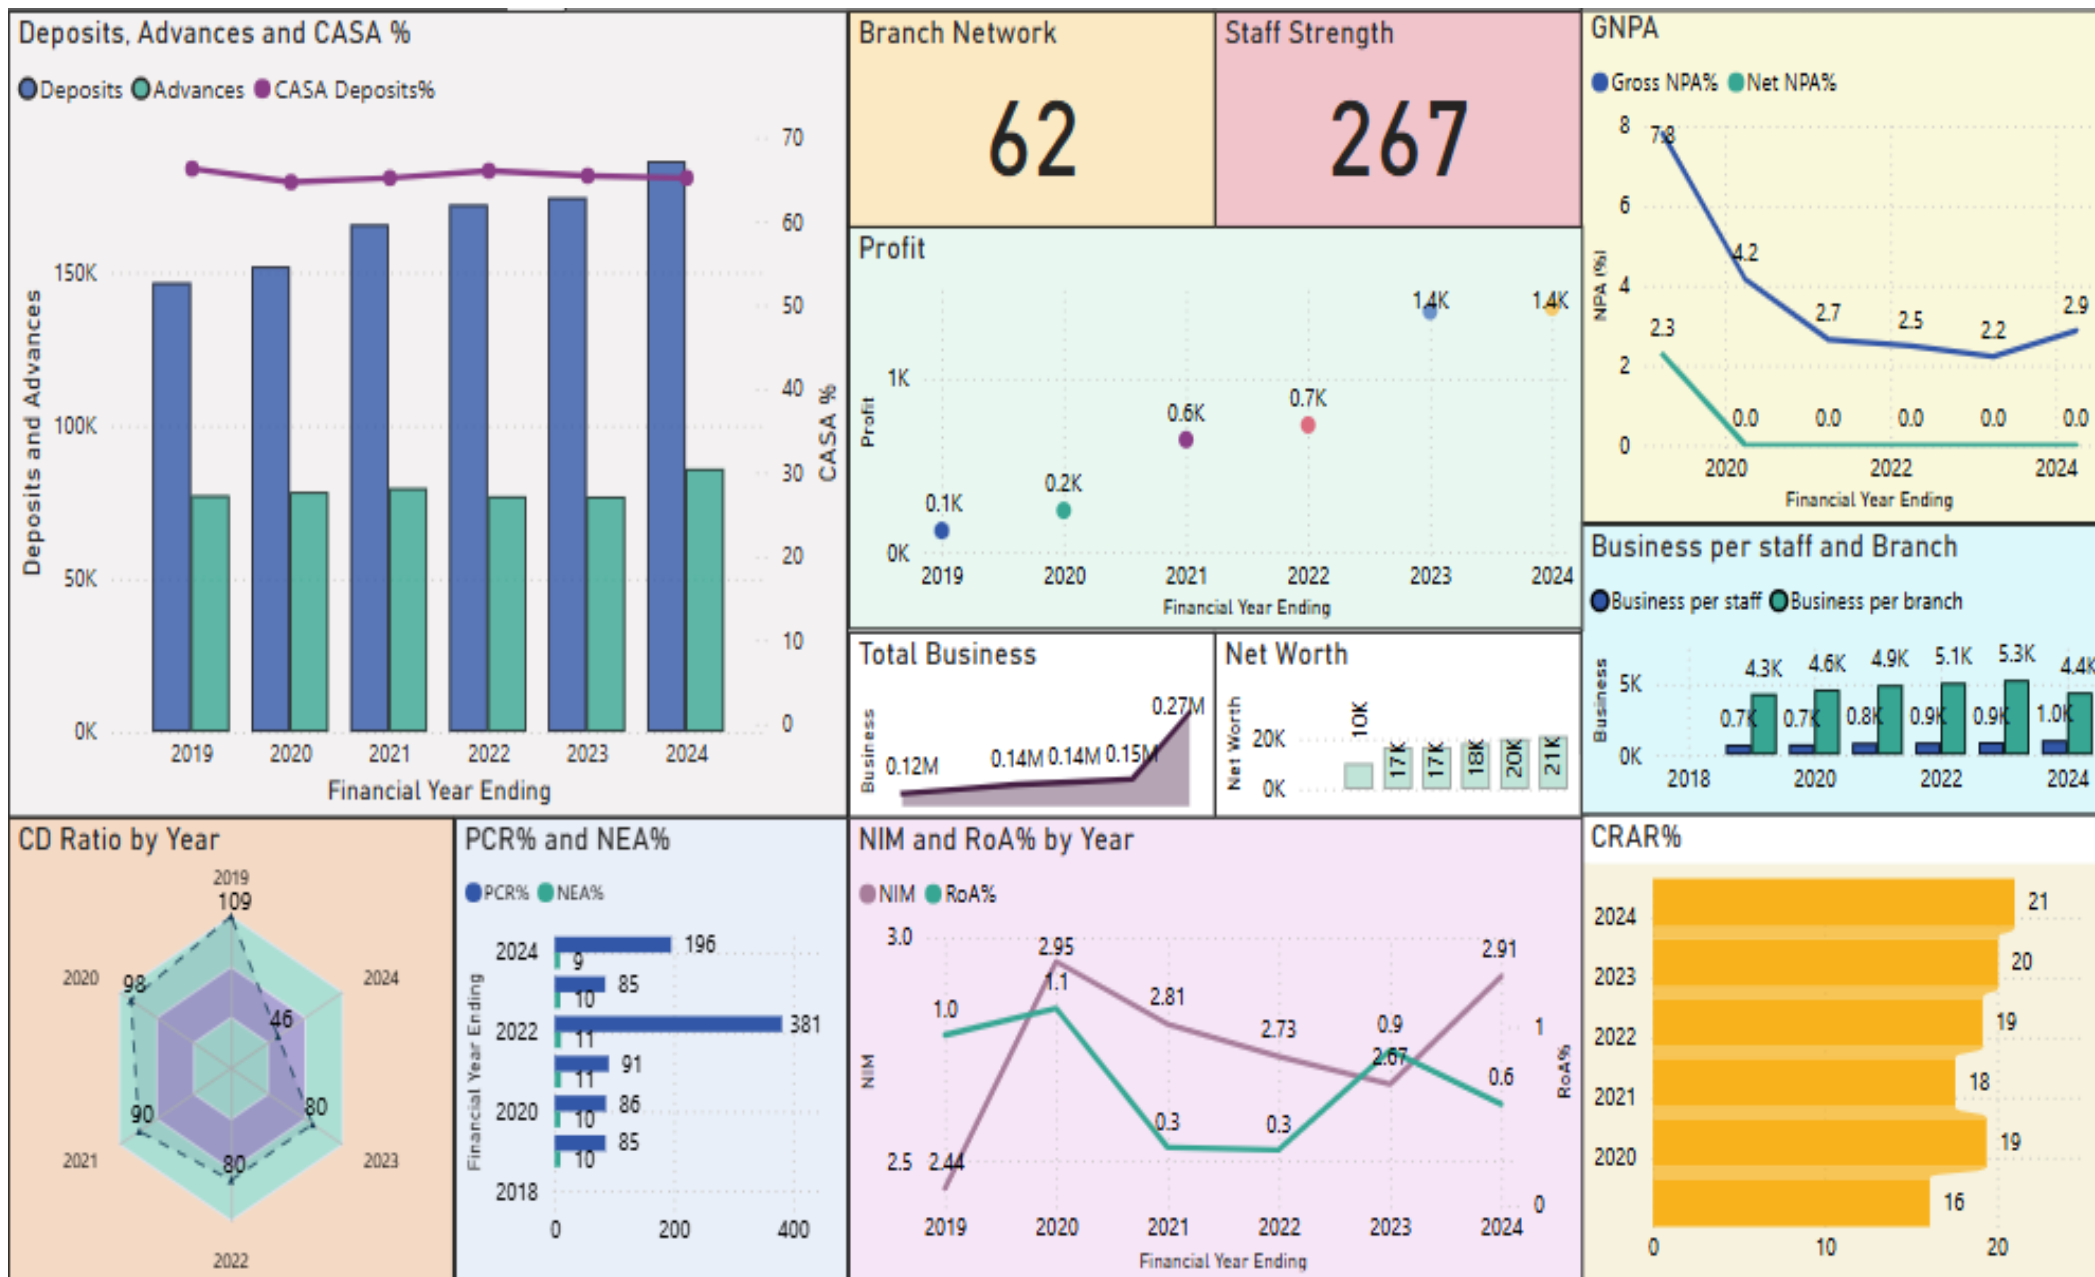 Deposits, Advances and CASA %
Deposits Advances CASA Deposits%
70
60
150K
50
40
100K
30
50K
20
10
0K
0
Deposits and Advances
CASA %
2019 2020 2021 2022 2023 2024
Financial Year Ending
Branch Network
62
Staff Strength
267
Profit
1.4K 1.4K
1K
0.7K
0.6K
0.2K
0.1K
0K
Profit
2019 2020 2021 2022 2023 2024
Financial Year Ending
GNPA
Gross NPA% Net NPA%
8
7.8
6
4.2
4
2.7 2.5 2.2 2.9
2.3
2
0.0 0.0 0.0 0.0 0.0
0
NPA (%)
2020 2022 2024
Financial Year Ending
Total Business
Business
0.12M 0.14M 0.14M 0.15M 0.27M
Net Worth
Net Worth
20K
0K
10K 17K 17K 18K 20K 21K
Business per staff and Branch
Business per staff Business per branch
Business
4.3K 4.6K 4.9K 5.1K 5.3K 4.4K
5K
0.7K 0.7K 0.8K 0.9K 0.9K 1.0K
0K
2018 2020 2022 2024
CD Ratio by Year
2019
109
2020 98 2024
46
90 80
2021 80 2023
2022
PCR% and NEA%
PCR% NEA%
Financial Year Ending
2024 196
9
85
10
2022 381
11
91
11
2020 86
10
85
10
2018
0 200 400
NIM and RoA% by Year
NIM RoA%
3.0
2.95 2.91
1.1
2.81
1.0
2.73 0.9
1
2.67
0.6
0.3 0.3
2.5 2.44
0
NIM
RoA%
2019 2020 2021 2022 2023 2024
Financial Year Ending
CRAR%
2024 21
2023 20
2022 19
2021 18
2020 19
16
0 10 20